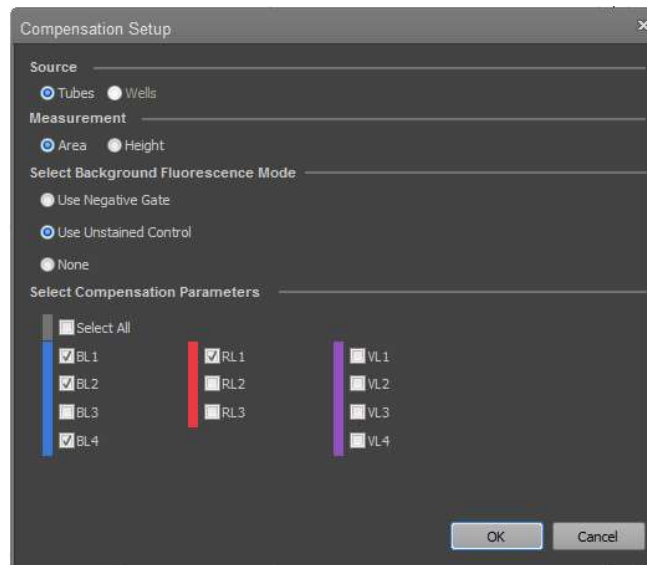 Compensation Setup
Source
Tubes Wells
Measurement
Area Height
Select Background Fluorescence Mode
Use Negative Gate
Use Unstained Control
None
Select Compensation Parameters
Select All
BL1 RL1 VL1
BL2 RL2 VL2
BL3 RL3 VL3
BL4 VL4
OK Cancel